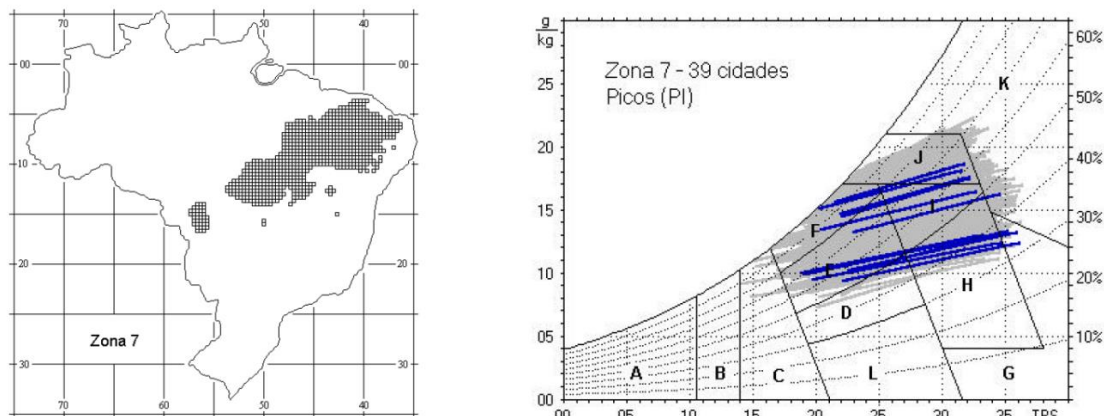 70 60 50 40
00 00
10 10
20 20
Zona 7
30 30
70 60 50 40
g
kg
Zona 7 - 39 cidades
Picos (PI)
60%
50%
40%
30%
20%
10%
25
20
15
10
05
00
K
J
I
F
E
D
H
A B C L G
00 05 10 15 20 25 30 35 TBS